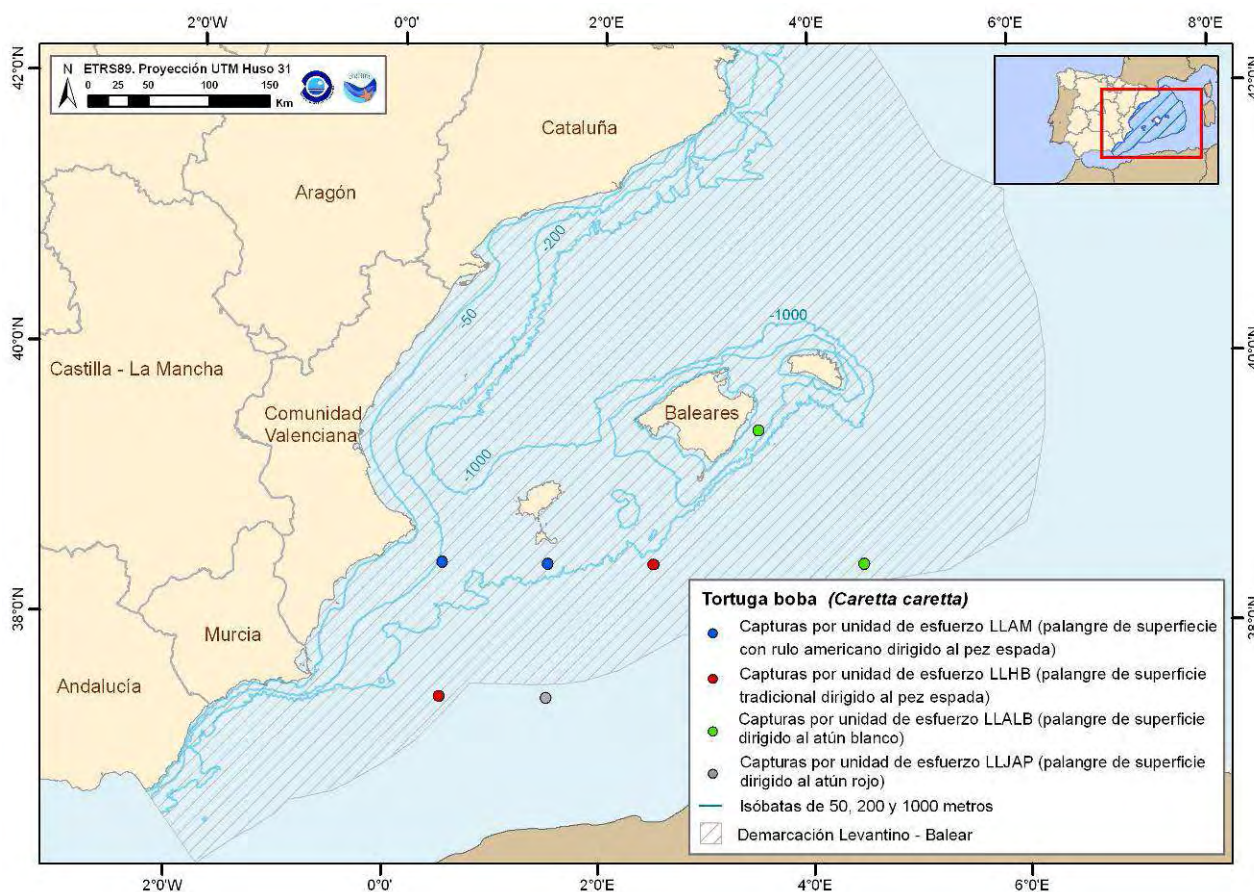 2°0'W 0°0' 2°0'E 4°0'E 6°0'E 8°0'E
42°0'N
42°0'N
N ETRS89. Proyección UTM Huso 31
0 25 50 100 150
Km
Cataluña
Aragón
-200
-50
-1000
40°0'N
40°0'N
Castilla - La Mancha
Comunidad
Valenciana
Baleares
-1000
38°0'N
38°0'N
Murcia
Andalucía
Tortuga boba (Caretta caretta)
Capturas por unidad de esfuerzo LLAM (palangre de superfiecie
con rulo americano dirigido al pez espada)
Capturas por unidad de esfuerzo LLHB (palangre de superficie
tradicional dirigido al pez espada)
Capturas por unidad de esfuerzo LLALB (palangre de superficie
dirigido al atún blanco)
Capturas por unidad de esfuerzo LLJAP (palangre de superficie
dirigido al atún rojo)
Isóbatas de 50, 200 y 1000 metros
Demarcación Levantino - Balear
2°0'W 0°0' 2°0'E 4°0'E 6°0'E